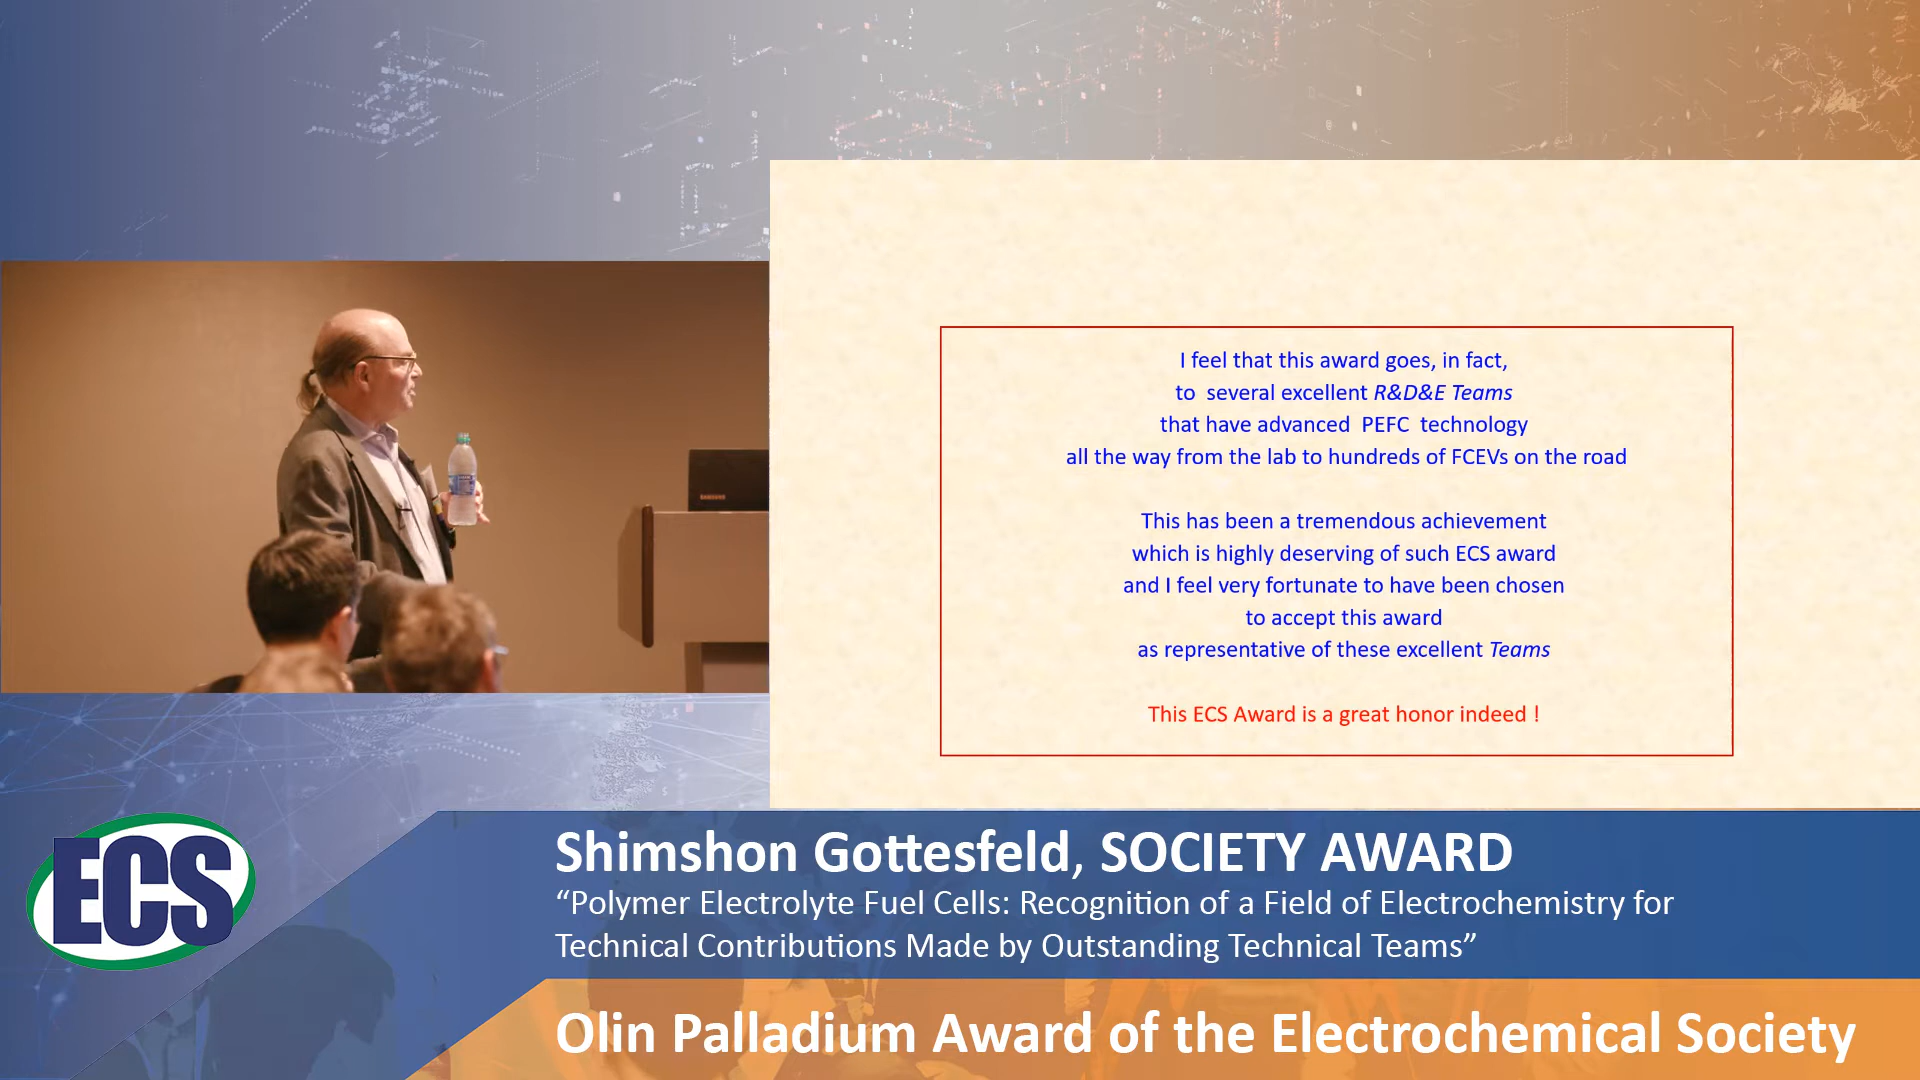 SAMSUNG
I feel that this award goes, in fact,
to several excellent R&D&E Teams
that have advanced PEFC technology
all the way from the lab to hundreds of FCEVs on the road
This has been a tremendous achievement
which is highly deserving of such ECS award
and I feel very fortunate to have been chosen
to accept this award
as representative of these excellent Teams
This ECS Award is a great honor indeed !
ECS
Shimshon Gottesfeld, SOCIETY AWARD
“Polymer Electrolyte Fuel Cells: Recognition of a Field of Electrochemistry for
Technical Contributions Made by Outstanding Technical Teams”
Olin Palladium Award of the Electrochemical Society